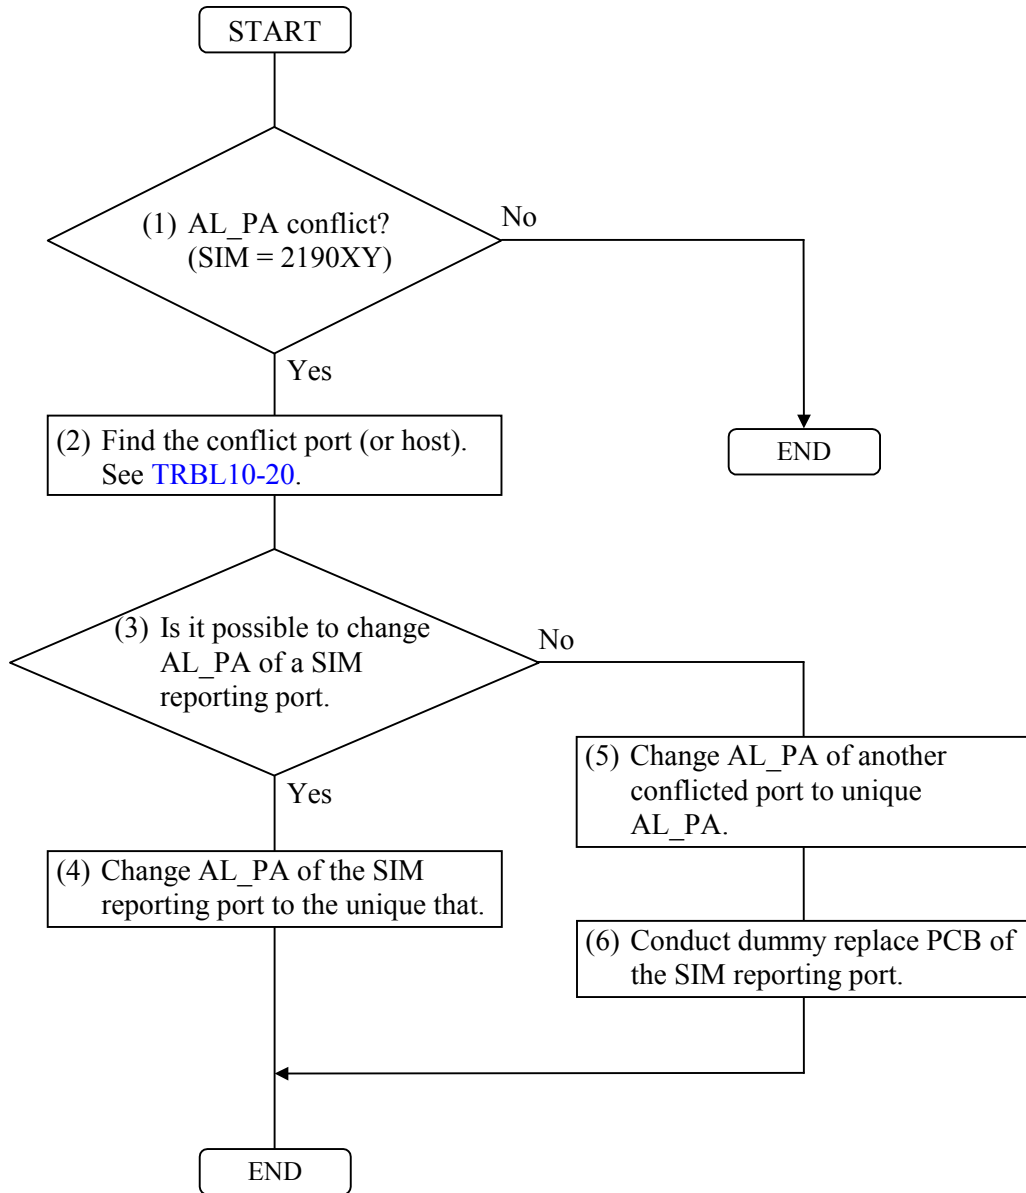 START
(1) AL_PA conflict?
(SIM = 2190XY)
No
Yes
(2) Find the conflict port (or host).
See TRBL10-20.
END
(3) Is it possible to change
AL_PA of a SIM
reporting port.
No
Yes
(5) Change AL_PA of another
conflicted port to unique
AL_PA.
(4) Change AL_PA of the SIM
reporting port to the unique that.
(6) Conduct dummy replace PCB of
the SIM reporting port.
END